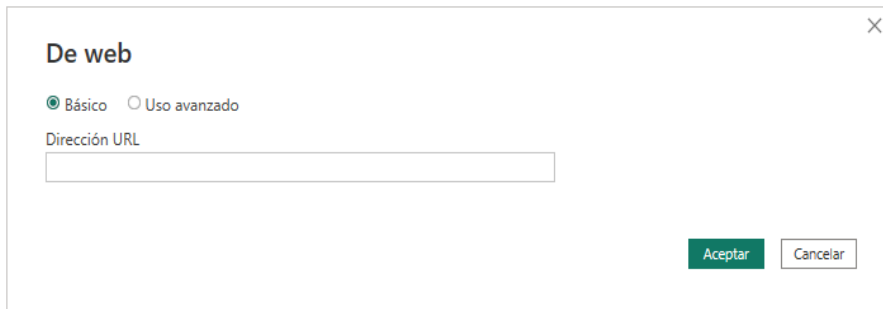 De web
Básico Uso avanzado
Dirección URL
Aceptar Cancelar